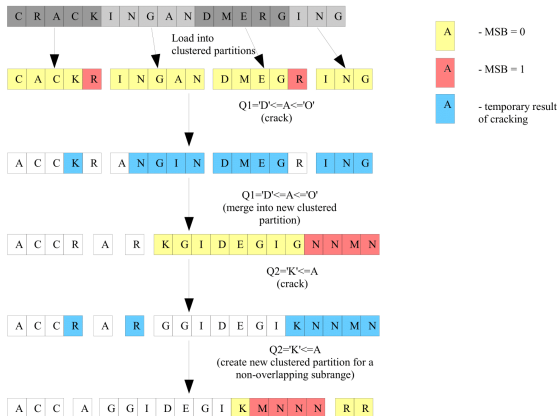 C R A C K I N G A N D M E R G I N G
Load into
clustered partitions
C A C K R I N G A N D M E G R I N G
Q1='D'<=A<='O'
(crack)
A C C K R A N G I N D M E G R I N G
Q1='D'<=A<='O'
(merge into new clustered
partition)
A C C R A R K G I D E G I G N N M N
Q2='K'<=A
(crack)
A C C R A R G G I D E G I K N N M N
Q2='K'<=A
(create new clustered partition for a
non-overlapping subrange)
A C C A G G I D E G I K M N N N R R
A - MSB = 0
A - MSB = 1
A - temporary result
of cracking